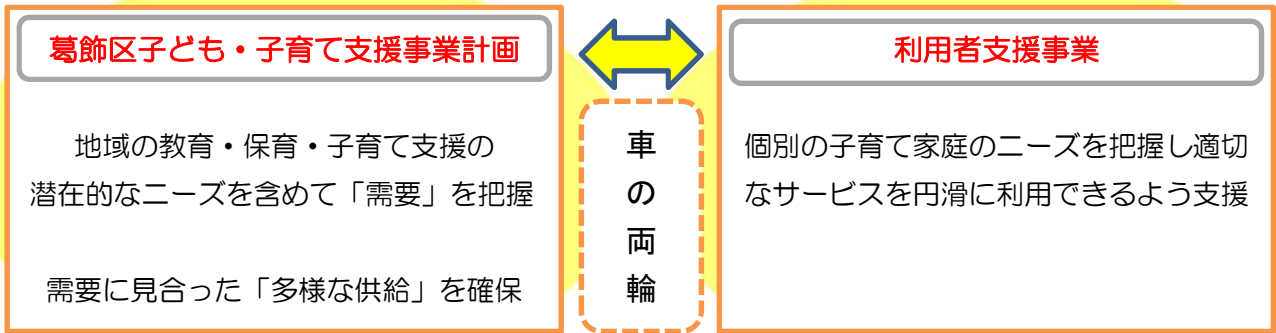 葛飾区子ども・子育て支援事業計画
地域の教育・保育・子育て支援の
潜在的なニーズを含めて「需要」を把握
需要に見合った「多様な供給」を確保
車の両輪
利用者支援事業
個別の子育て家庭のニーズを把握し適切
なサービスを円滑に利用できるよう支援